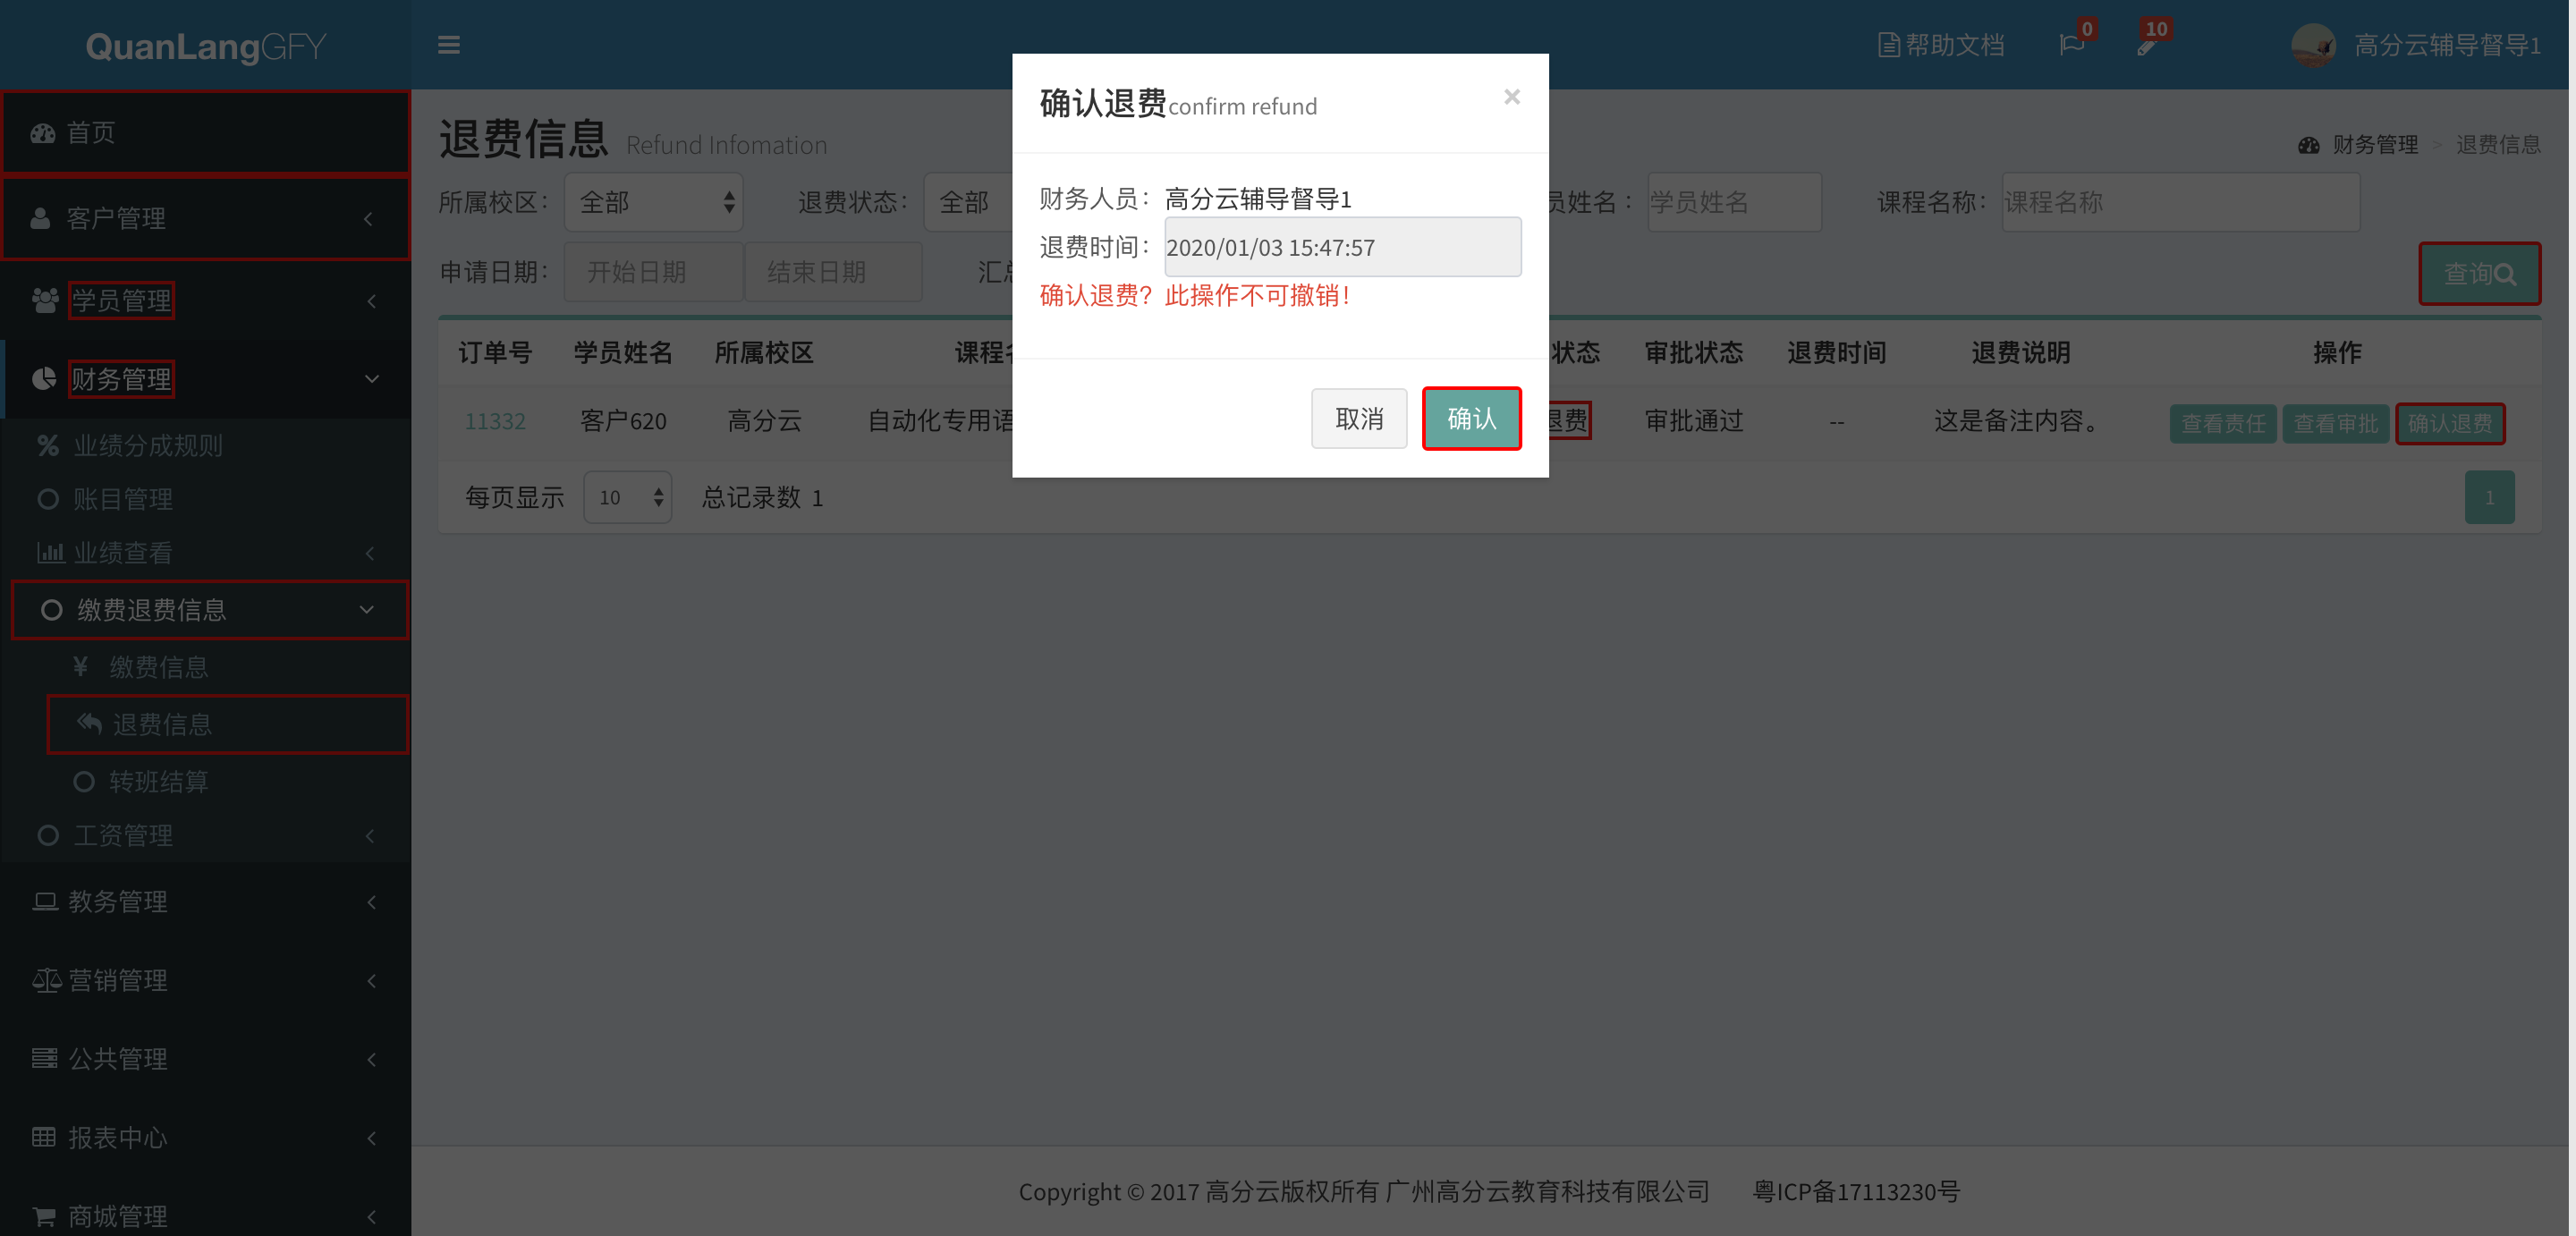 QuanLangGFY
帮助文档 0 10 高分云辅导督导1
首页
客户管理
学员管理
财务管理
业绩分成规则
账目管理
业绩查看
缴费退费信息
¥ 缴费信息
退费信息
转班结算
工资管理
教务管理
营销管理
公共管理
报表中心
商城管理
退费信息 Refund Infomation
财务管理 > 退费信息
所属校区： 全部 退费状态： 全部 员姓名： 学员姓名 课程名称： 课程名称
申请日期： 开始日期 结束日期 汇总 查询
订单号 学员姓名 所属校区 课程名 状态 审批状态 退费时间 退费说明 操作
11332 客户620 高分云 自动化专用语 退费 审批通过 -- 这是备注内容。 查看责任 查看审批 确认退费
每页显示 10 总记录数 1 1
确认退费confirm refund ×
财务人员： 高分云辅导督导1
退费时间： 2020/01/03 15:47:57
确认退费？ 此操作不可撤销！
取消 确认
Copyright © 2017 高分云版权所有 广州高分云教育科技有限公司 粤ICP备17113230号